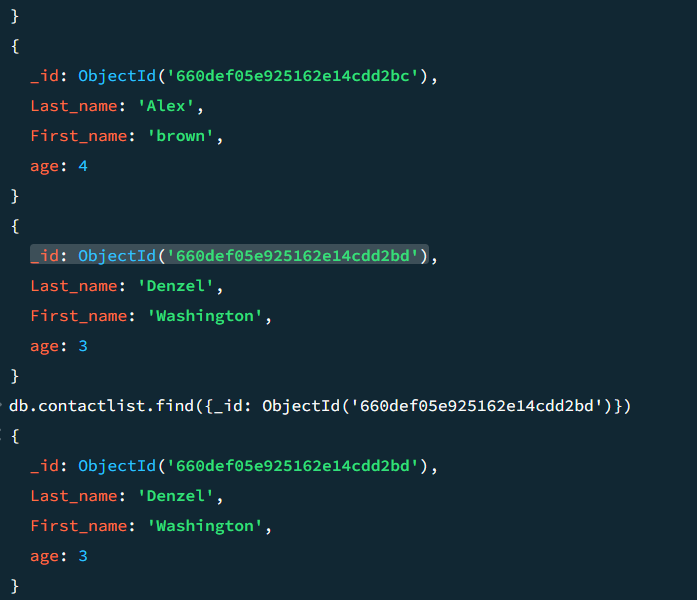 }
{
_id: ObjectId('660def05e925162e14cdd2bc'),
Last_name: 'Alex',
First_name: 'brown',
age: 4
}
{
_id: ObjectId('660def05e925162e14cdd2bd'),
Last_name: 'Denzel',
First_name: 'Washington',
age: 3
}
db.contactlist.find({_id: ObjectId('660def05e925162e14cdd2bd')})
{
_id: ObjectId('660def05e925162e14cdd2bd'),
Last_name: 'Denzel',
First_name: 'Washington',
age: 3
}